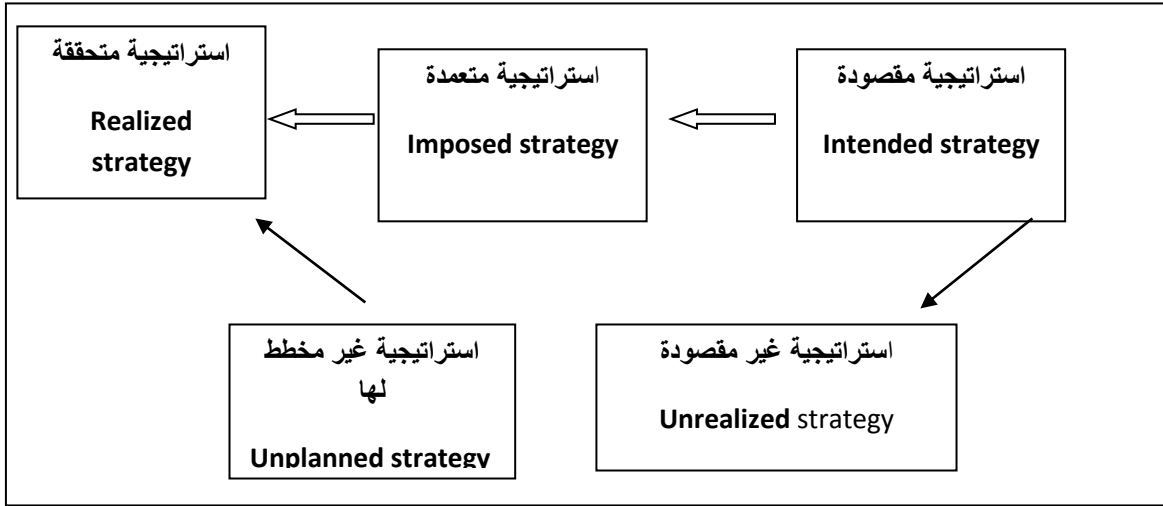 استراتيجية مقصودة
Intended strategy
استراتيجية متعمدة
Imposed strategy
استراتيجية متحققة
Realized
strategy
استراتيجية غير مقصودة
Unrealized strategy
استراتيجية غير مخطط
لها
Unplanned strategy